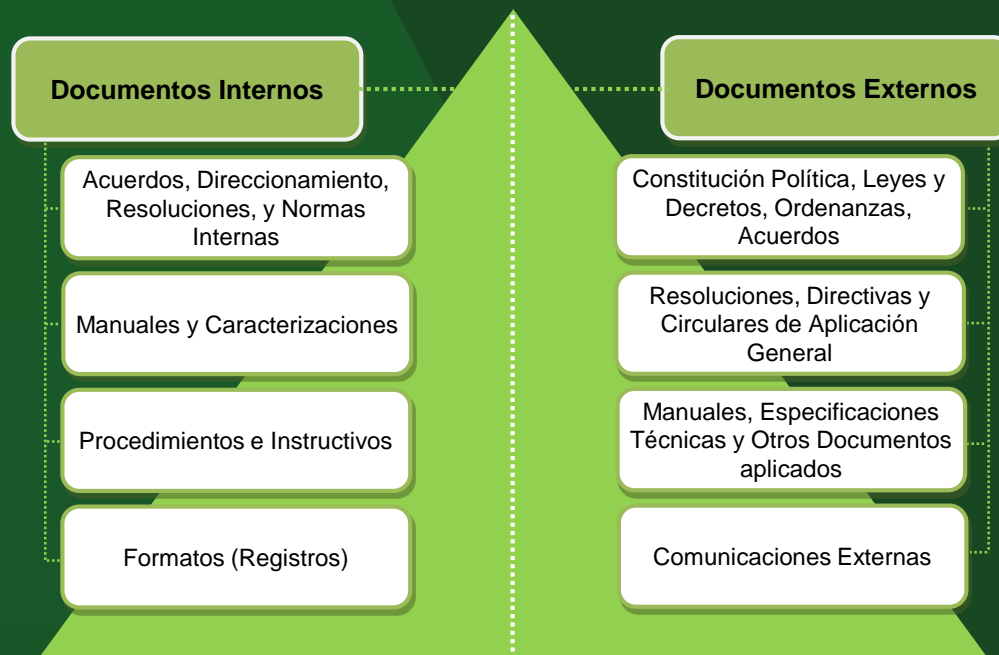 Documentos Internos
Acuerdos, Direccionamiento,
Resoluciones, y Normas
Internas
Manuales y Caracterizaciones
Procedimientos e Instructivos
Formatos (Registros)
Documentos Externos
Constitución Política, Leyes y
Decretos, Ordenanzas,
Acuerdos
Resoluciones, Directivas y
Circulares de Aplicación
General
Manuales, Especificaciones
Técnicas y Otros Documentos
aplicados
Comunicaciones Externas